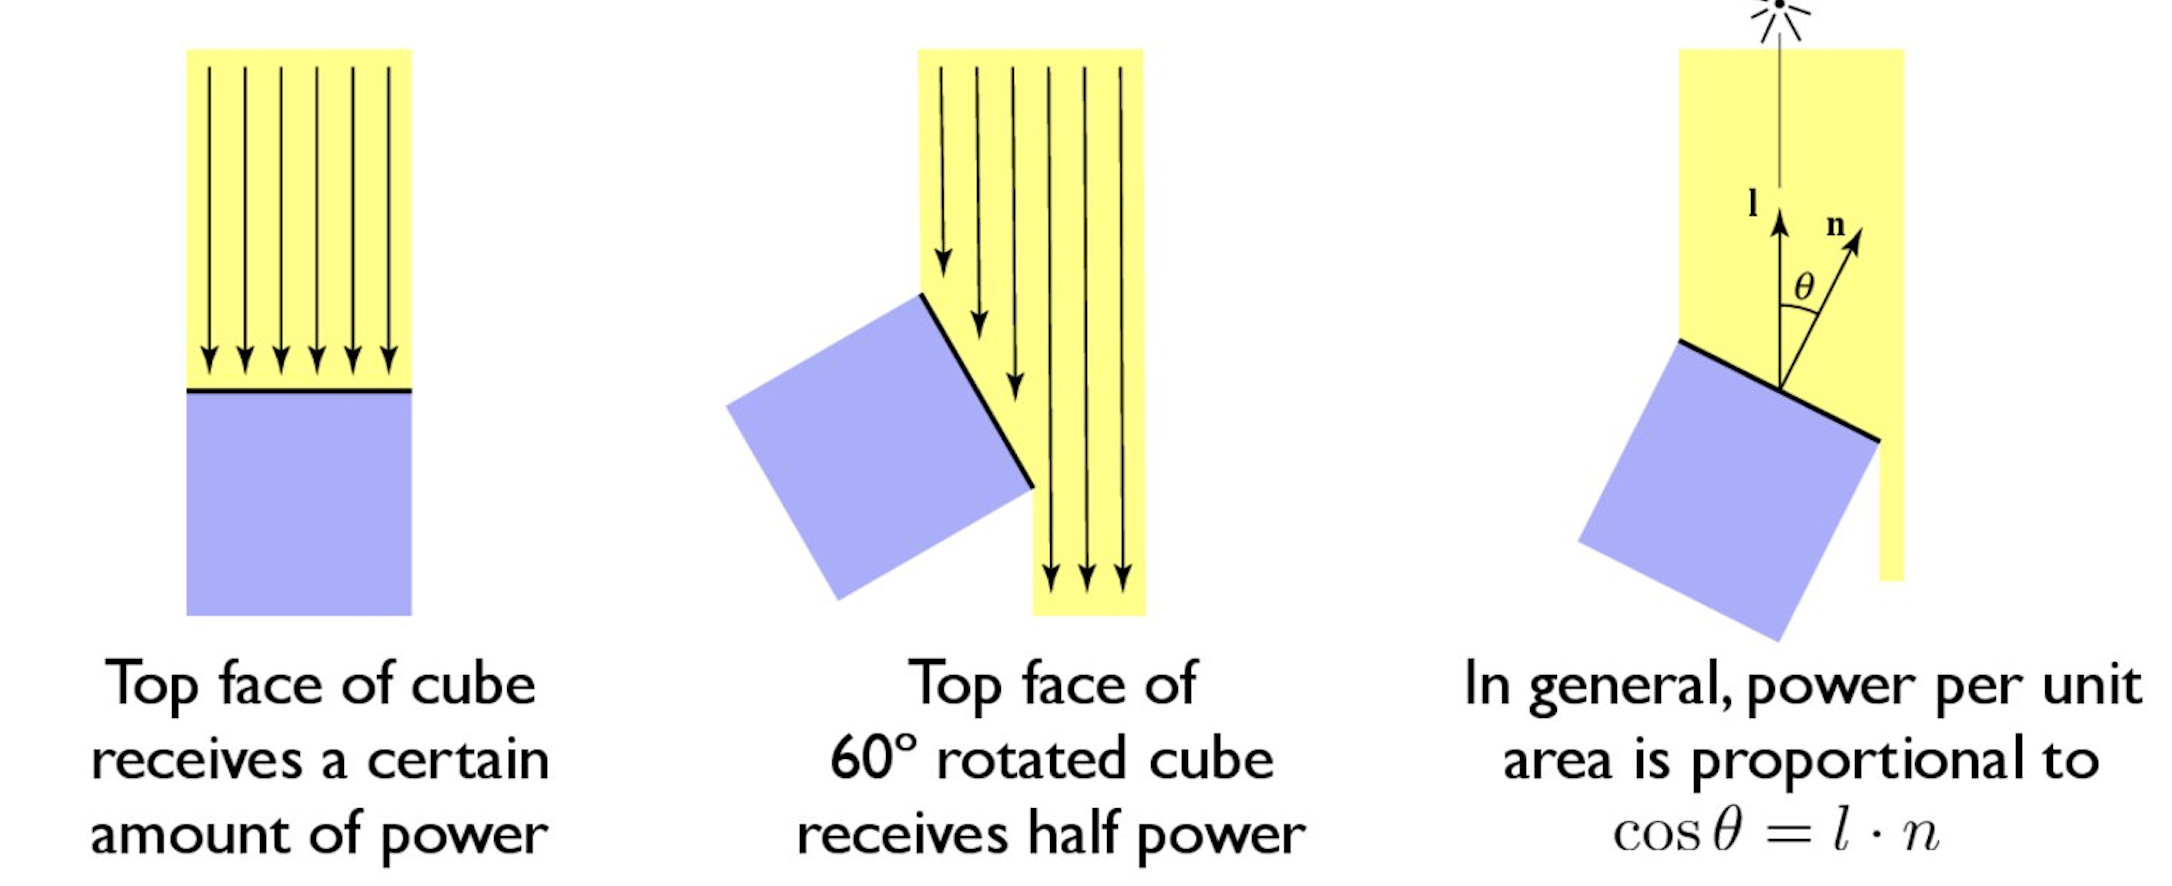 l
n
θ
Top face of cube
receives a certain
amount of power
Top face of
60º rotated cube
receives half power
In general, power per unit
area is proportional to
cos θ = l · n